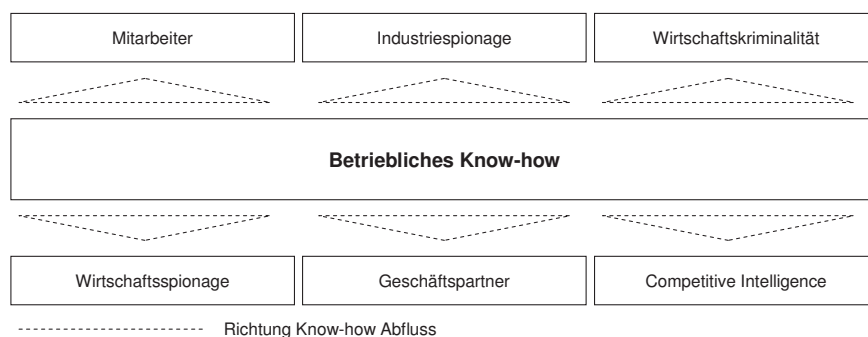 Mitarbeiter
Industriespionage
Wirtschaftskriminalität
Betriebliches Know-how
Wirtschaftsspionage
Geschäftspartner
Competitive Intelligence
Richtung Know-how Abfluss